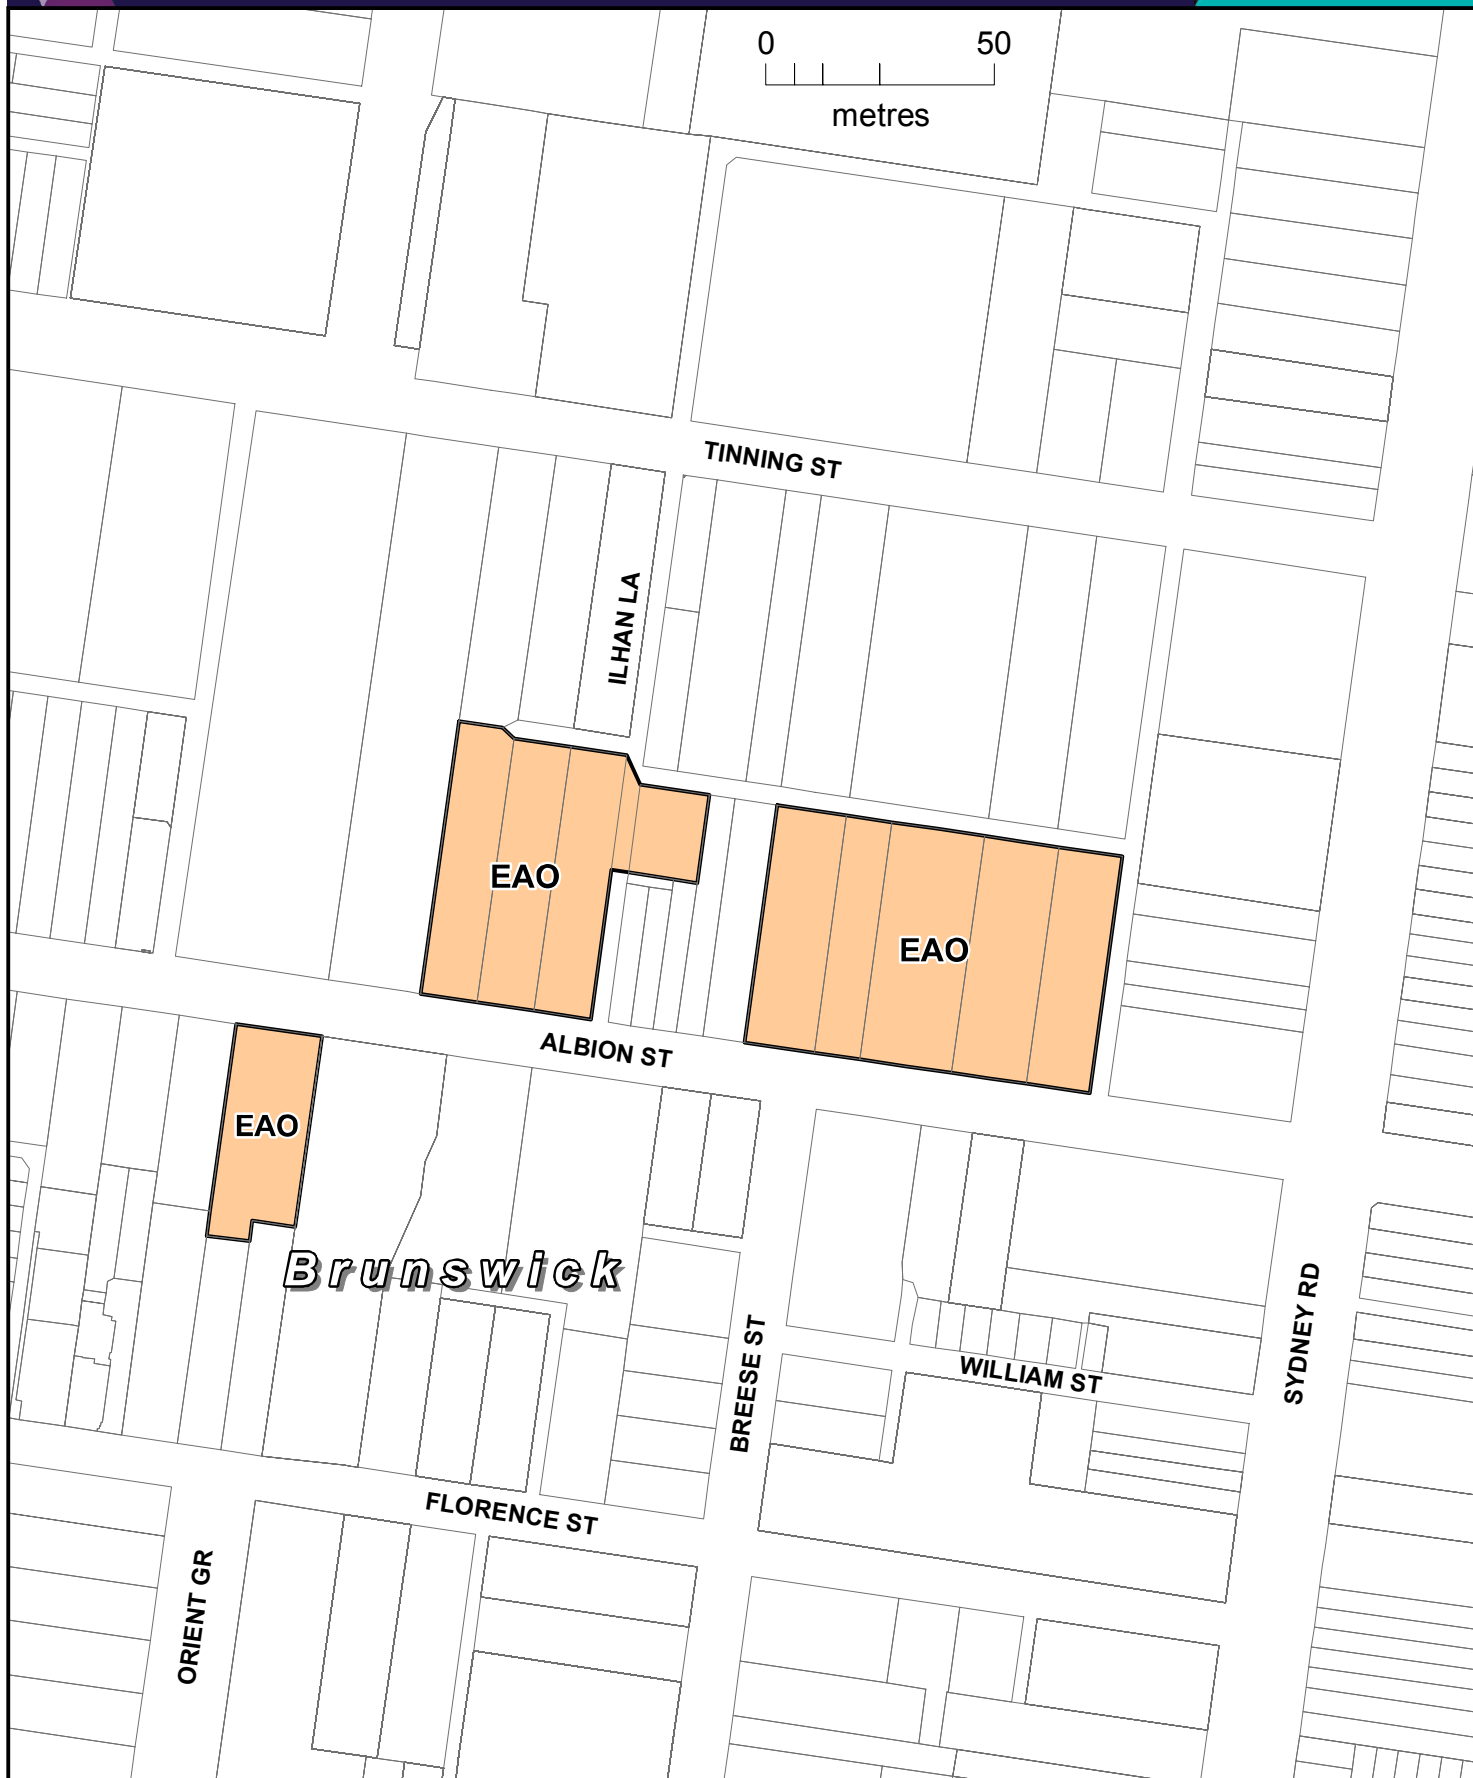 0 50
metres
TINNING ST
ILHAN LA
EAO
EAO
ALBION ST
EAO
Brunswick
BREESE ST
WILLIAM ST
SYDNEY RD
FLORENCE ST
ORIENT GR